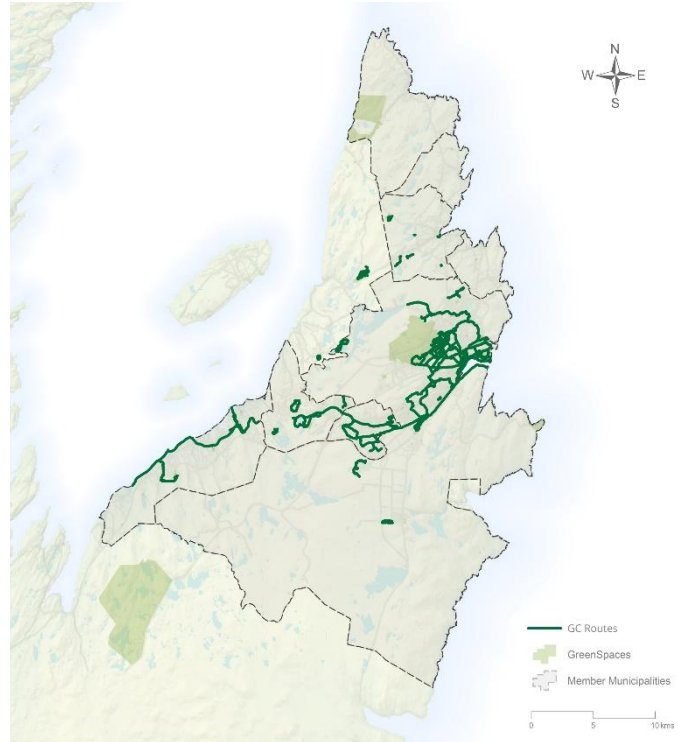 N
W E
S
GC Routes
GreenSpaces
Member Municipalities
0 5 10 kms